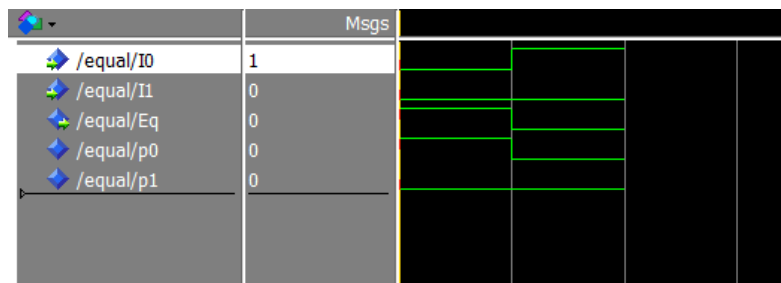 Msgs
/equal/I0 1
/equal/I1 0
/equal/Eq 0
/equal/p0 0
/equal/p1 0